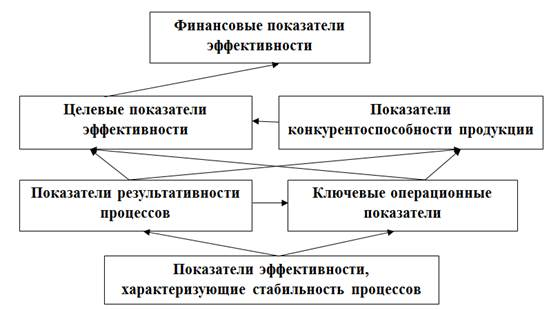 Финансовые показатели
эффективности
Целевые показатели
эффективности
Показатели
конкурентоспособности продукции
Показатели результативности
процессов
Ключевые операционные
показатели
Показатели эффективности,
характеризующие стабильность процессов